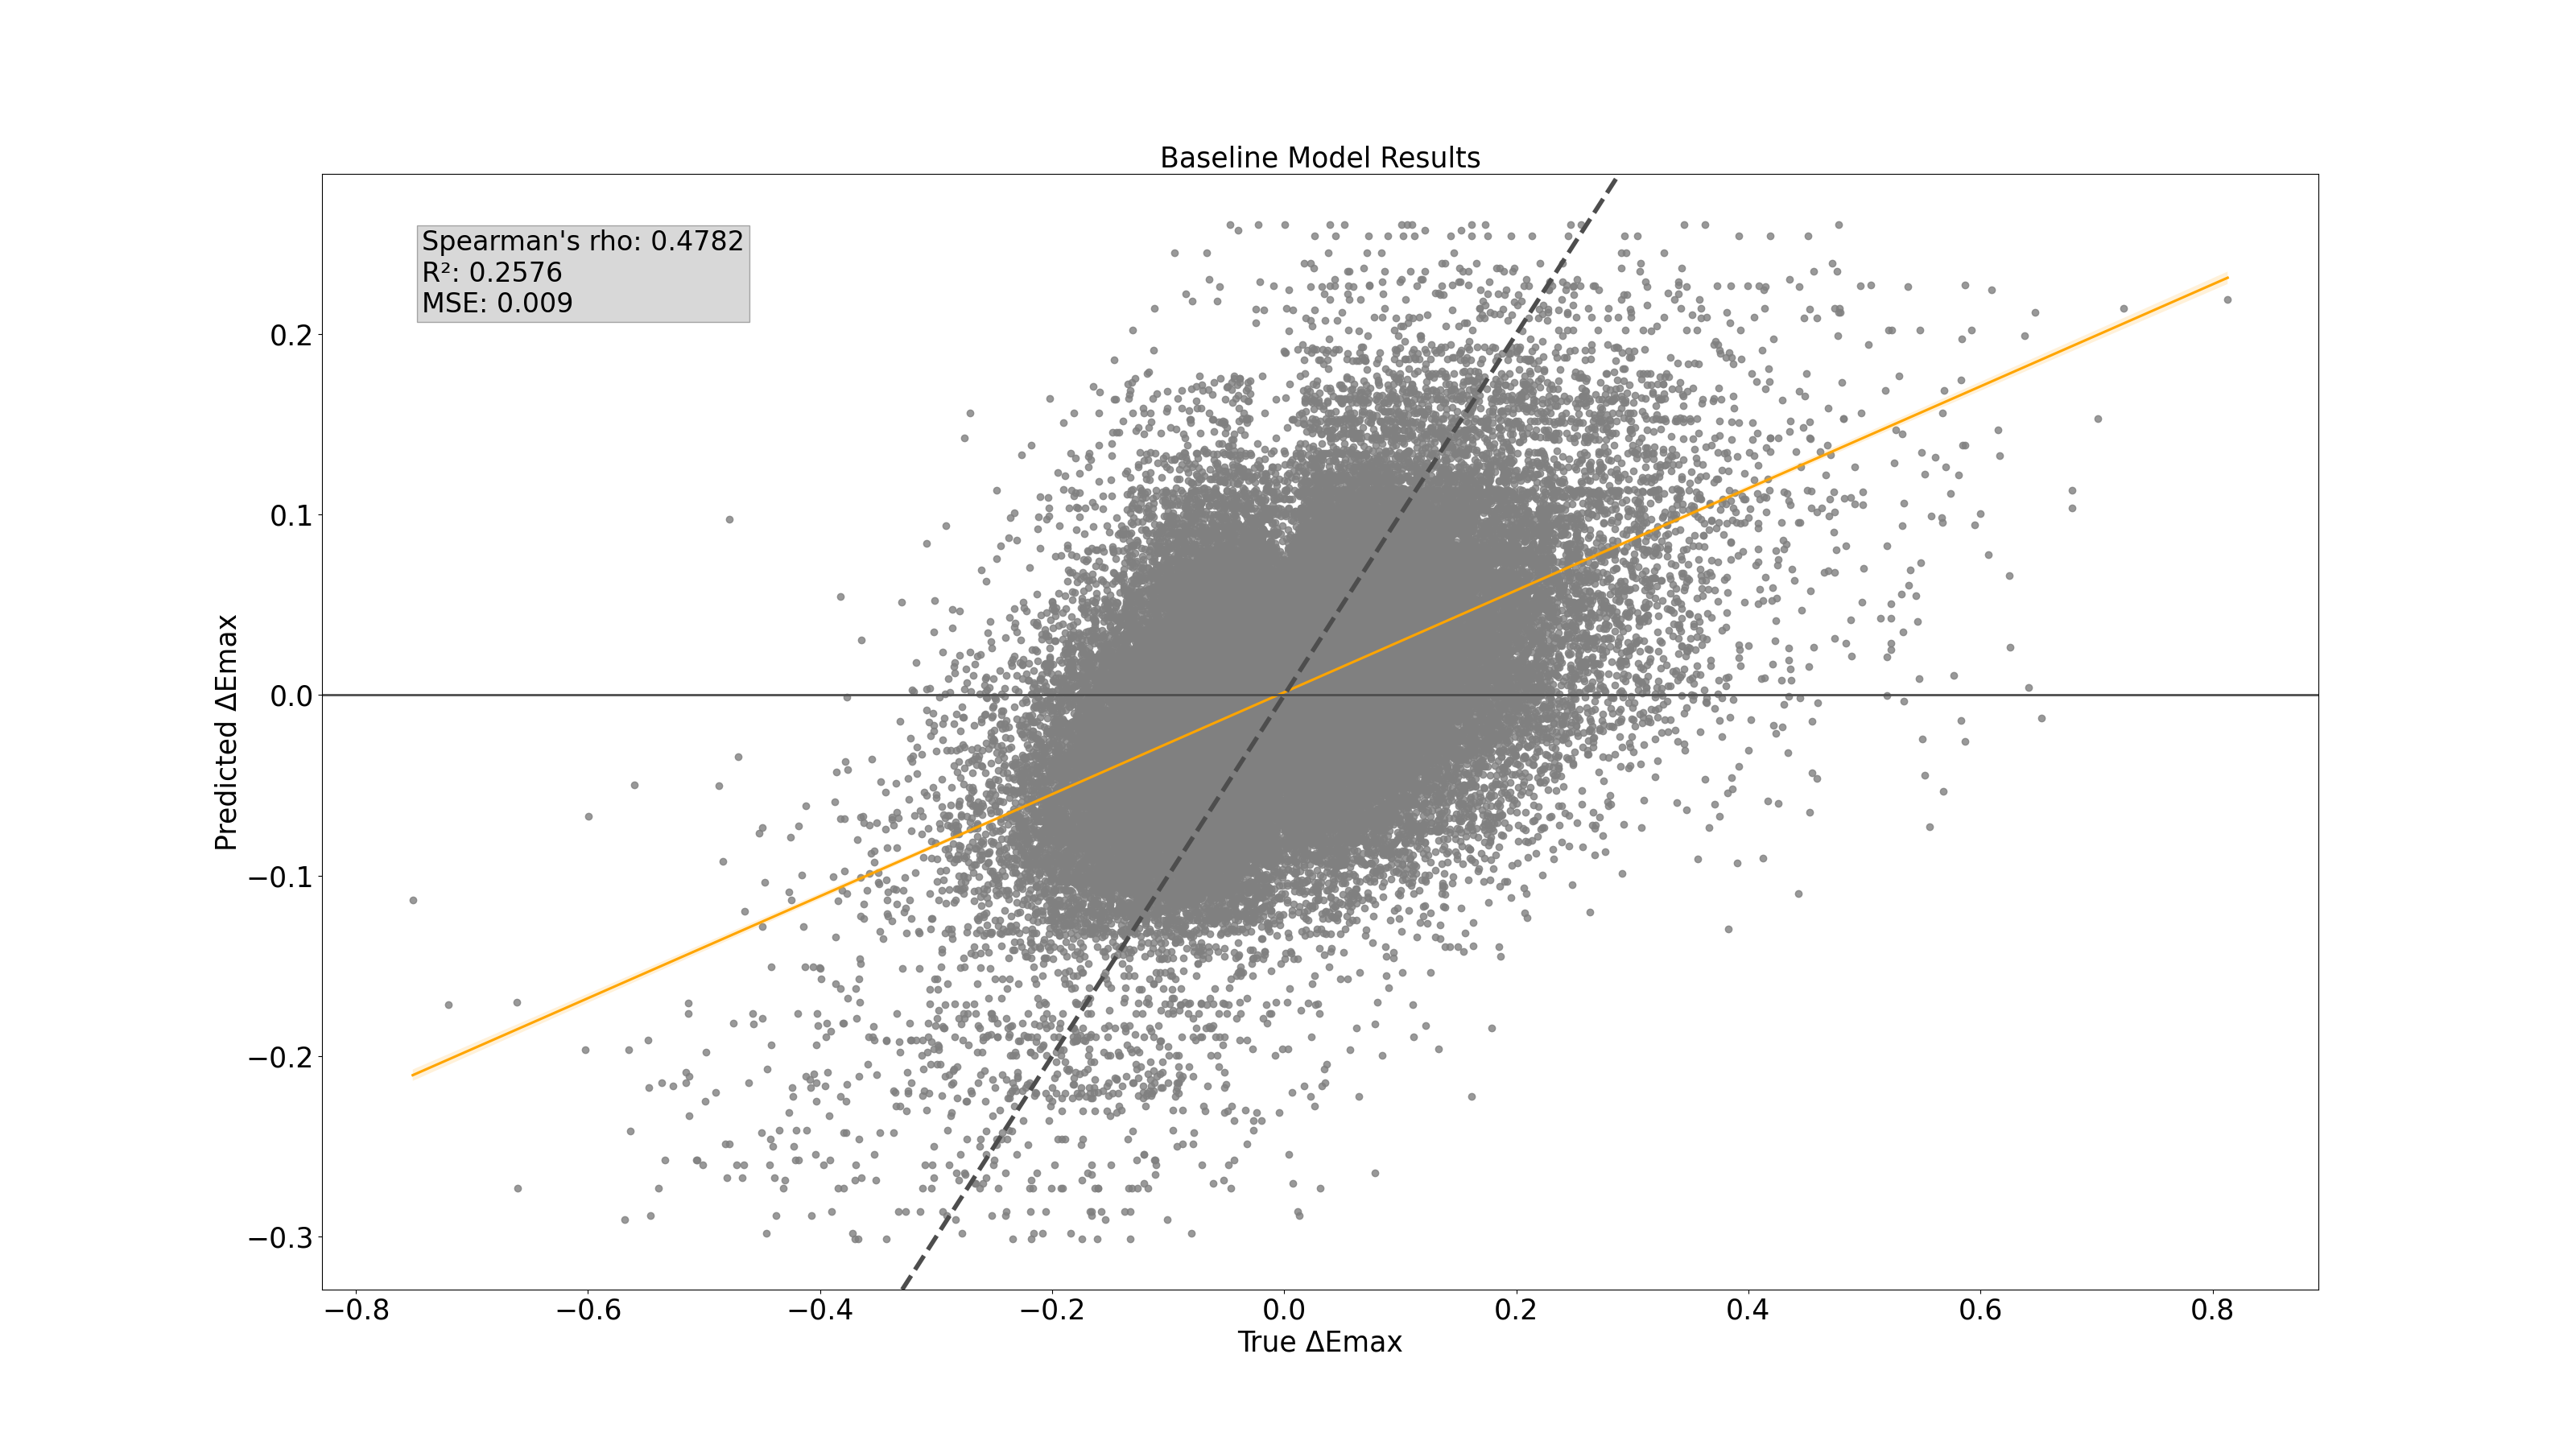 Baseline Model Results
Spearman's rho: 0.4782
R²: 0.2576
MSE: 0.009
0.2
0.1
0.0
−0.1
−0.2
−0.3
Predicted ΔEmax
−0.8 −0.6 −0.4 −0.2 0.0 0.2 0.4 0.6 0.8
True ΔEmax